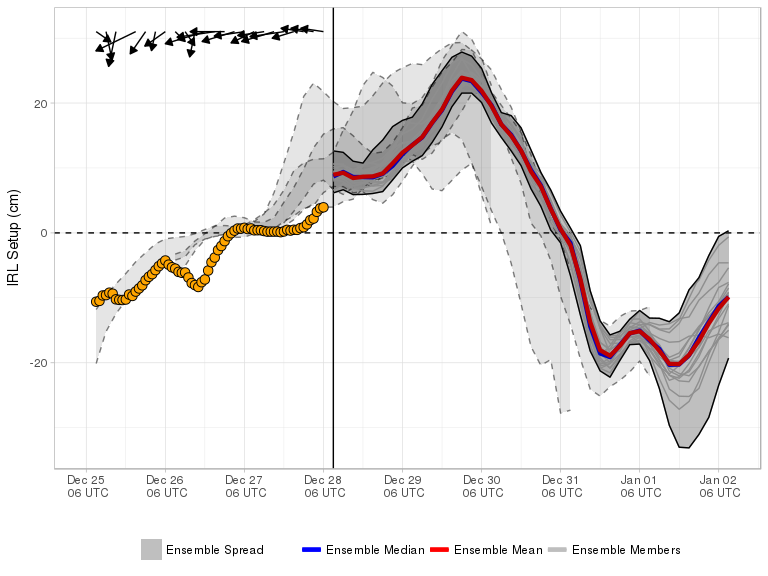 IRL Setup (cm)
20
0
-20
Dec 25 Dec 26 Dec 27 Dec 28 Dec 29 Dec 30 Dec 31 Jan 01 Jan 02
06 UTC 06 UTC 06 UTC 06 UTC 06 UTC 06 UTC 06 UTC 06 UTC 06 UTC
Ensemble Spread Ensemble Median Ensemble Mean Ensemble Members